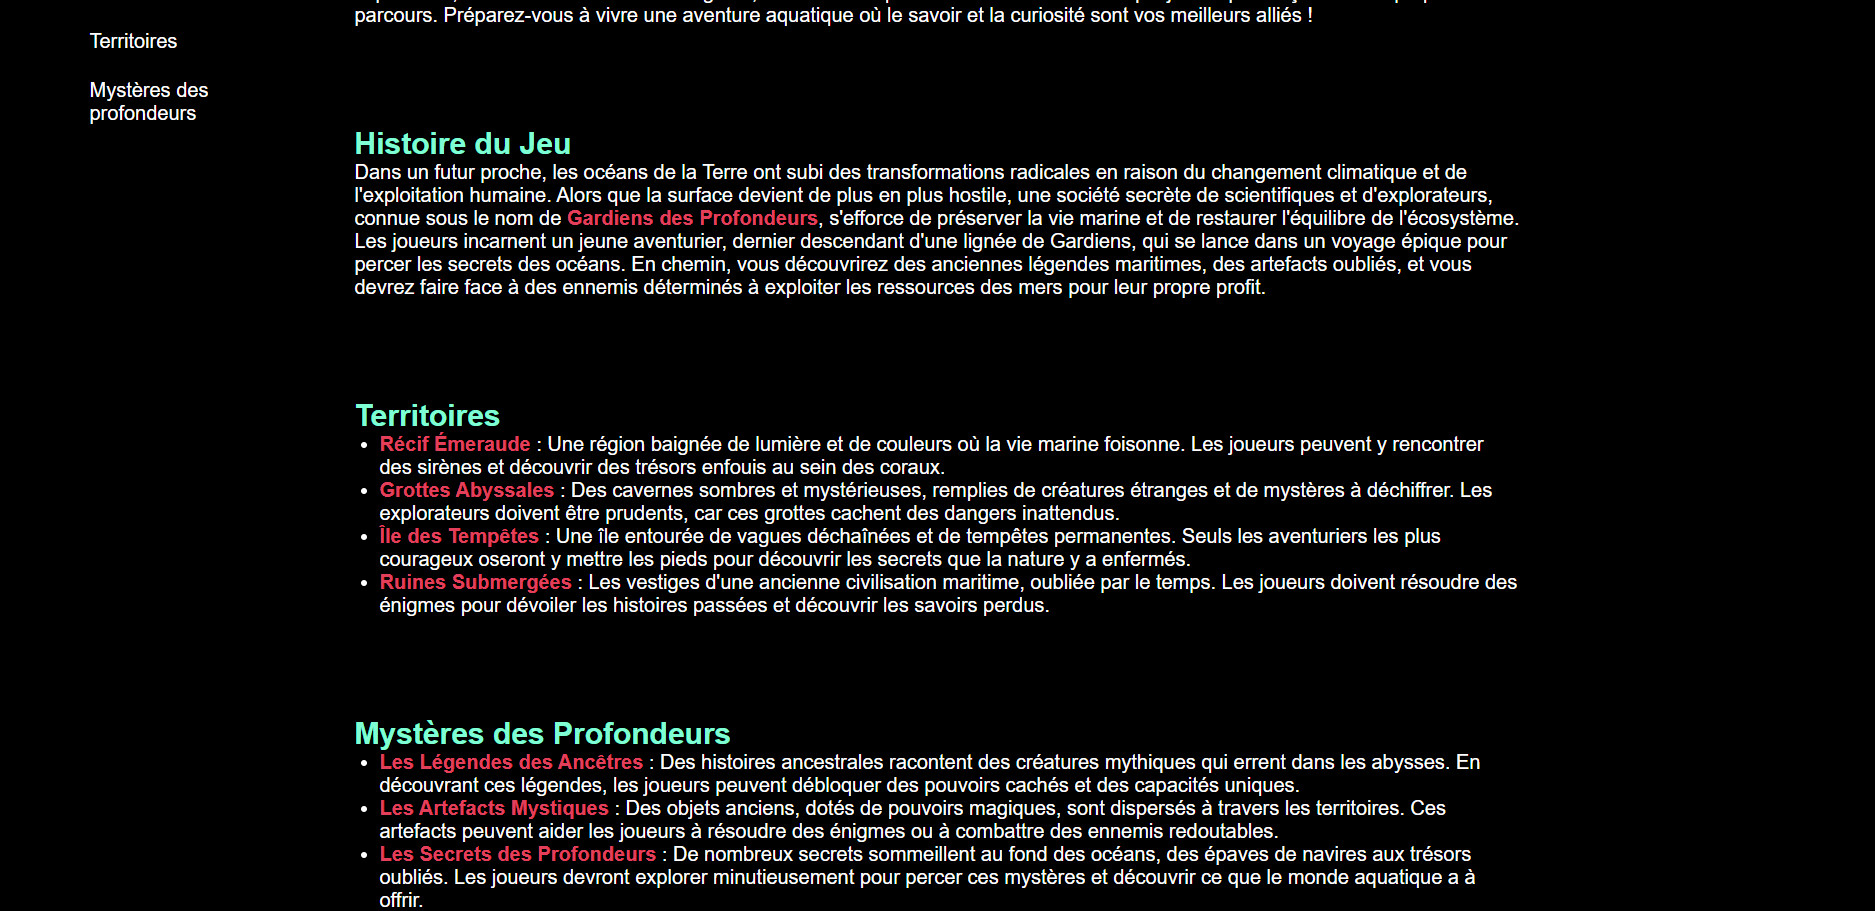 parcours. Préparez-vous à vivre une aventure aquatique où le savoir et la curiosité sont vos meilleurs alliés !
Territoires
Mystères des
profondeurs
Histoire du Jeu
Dans un futur proche, les océans de la Terre ont subi des transformations radicales en raison du changement climatique et de
l'exploitation humaine. Alors que la surface devient de plus en plus hostile, une société secrète de scientifiques et d'explorateurs,
connue sous le nom de Gardiens des Profondeurs, s'efforce de préserver la vie marine et de restaurer l'équilibre de l'écosystème.
Les joueurs incarnent un jeune aventurier, dernier descendant d'une lignée de Gardiens, qui se lance dans un voyage épique pour
percer les secrets des océans. En chemin, vous découvrirez des anciennes légendes maritimes, des artefacts oubliés, et vous
devrez faire face à des ennemis déterminés à exploiter les ressources des mers pour leur propre profit.
Territoires
• Récif Émeraude : Une région baignée de lumière et de couleurs où la vie marine foisonne. Les joueurs peuvent y rencontrer
des sirènes et découvrir des trésors enfouis au sein des coraux.
• Grottes Abyssales : Des cavernes sombres et mystérieuses, remplies de créatures étranges et de mystères à déchiffrer. Les
explorateurs doivent être prudents, car ces grottes cachent des dangers inattendus.
• Île des Tempêtes : Une île entourée de vagues déchaînées et de tempêtes permanentes. Seuls les aventuriers les plus
courageux oseront y mettre les pieds pour découvrir les secrets que la nature y a enfermés.
• Ruines Submergées : Les vestiges d'une ancienne civilisation maritime, oubliée par le temps. Les joueurs doivent résoudre des
énigmes pour dévoiler les histoires passées et découvrir les savoirs perdus.
Mystères des Profondeurs
• Les Légendes des Ancêtres : Des histoires ancestrales racontent des créatures mythiques qui errent dans les abysses. En
découvrant ces légendes, les joueurs peuvent débloquer des pouvoirs cachés et des capacités uniques.
• Les Artefacts Mystiques : Des objets anciens, dotés de pouvoirs magiques, sont dispersés à travers les territoires. Ces
artefacts peuvent aider les joueurs à résoudre des énigmes ou à combattre des ennemis redoutables.
• Les Secrets des Profondeurs : De nombreux secrets sommeillent au fond des océans, des épaves de navires aux trésors
oubliés. Les joueurs devront explorer minutieusement pour percer ces mystères et découvrir ce que le monde aquatique a à
offrir.